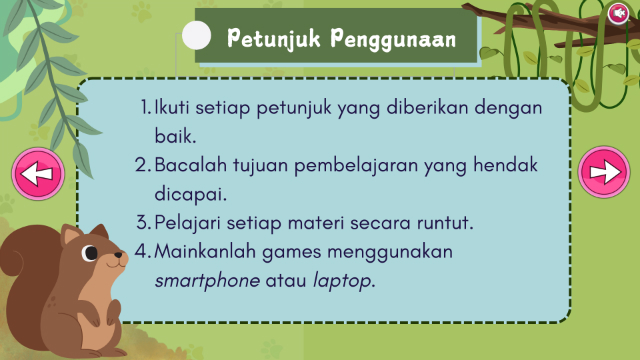 Petunjuk Penggunaan
1. Ikuti setiap petunjuk yang diberikan dengan
baik.
2. Bacalah tujuan pembelajaran yang hendak
dicapai.
3. Pelajari setiap materi secara runtut.
4. Mainkanlah games menggunakan
smartphone atau laptop.